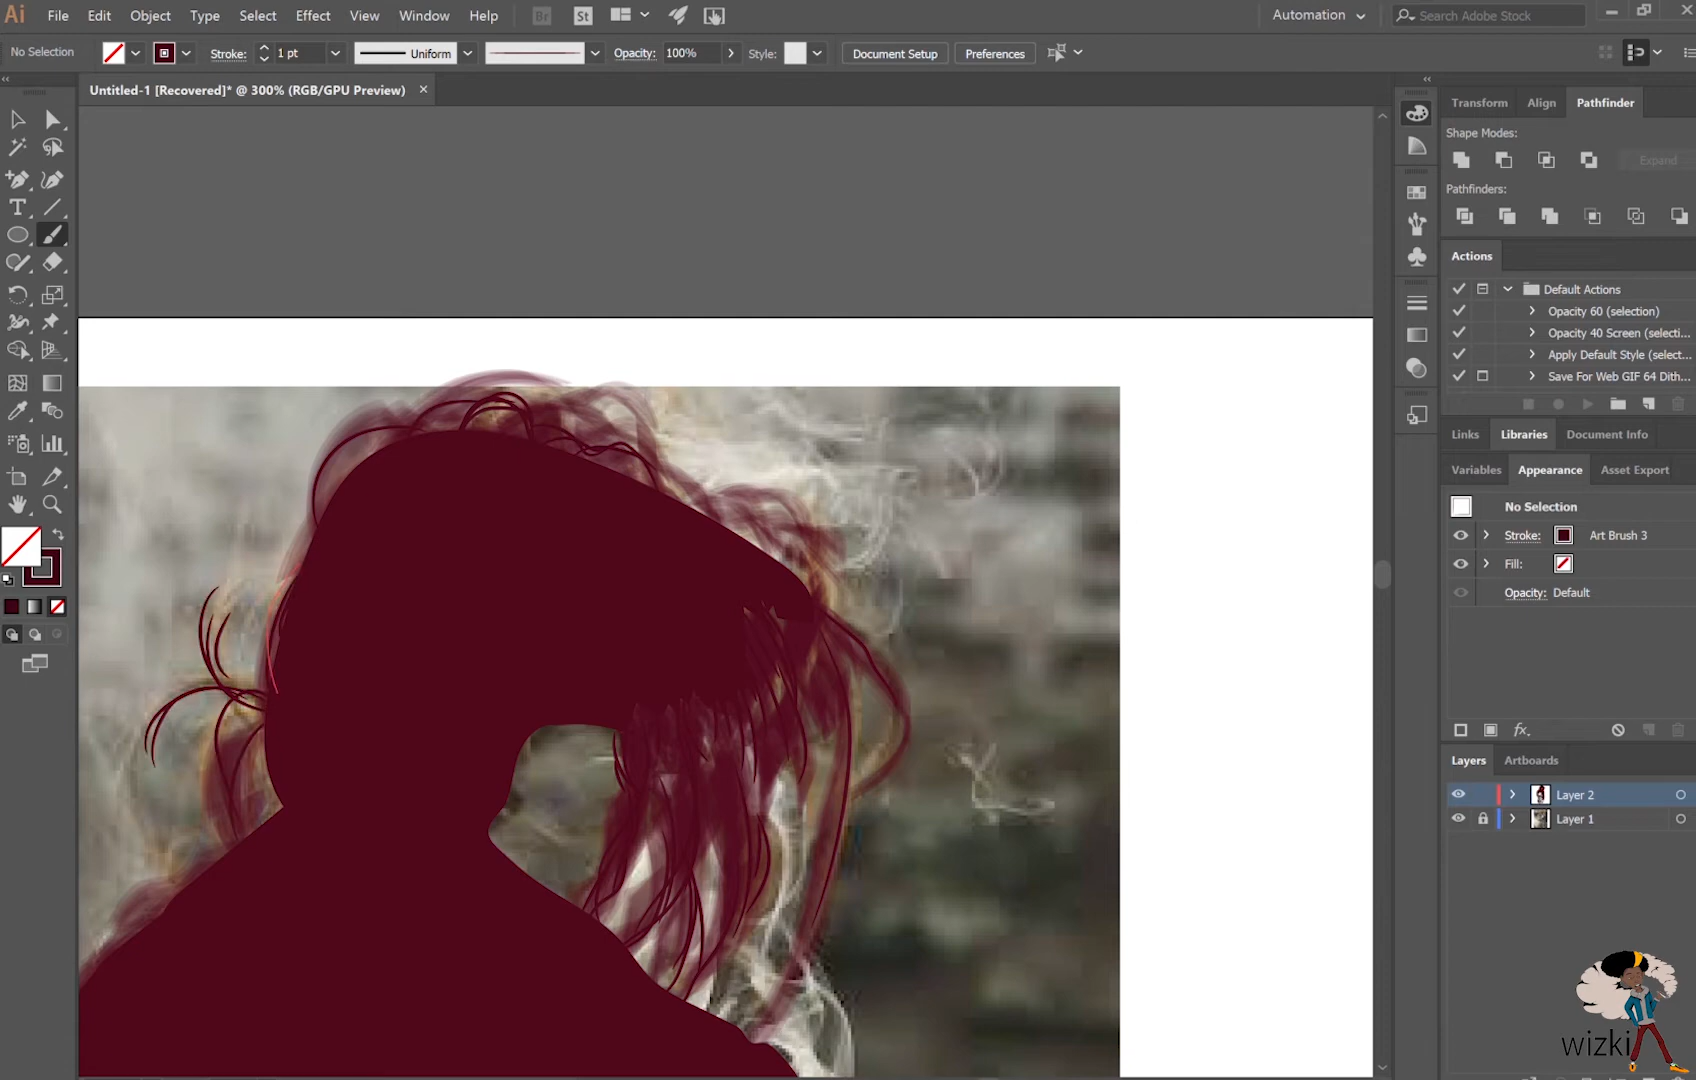 Ai File Edit Object Type Select Effect View Window Help Br St Automation Search Adobe Stock
No Selection Stroke: 1 pt Uniform Opacity: 100% Style: Document Setup Preferences
Untitled-1 [Recovered]* @ 300% (RGB/GPU Preview) ×
Transform Align Pathfinder
Shape Modes:
Expand
Pathfinders:
Actions
Default Actions
Opacity 60 (selection)
Opacity 40 Screen (selecti...
Apply Default Style (select...
Save For Web GIF 64 Dith...
Links Libraries Document Info
Variables Appearance Asset Export
No Selection
Stroke: Art Brush 3
Fill:
Opacity: Default
fx.
Layers Artboards
Layer 2
Layer 1
wizki